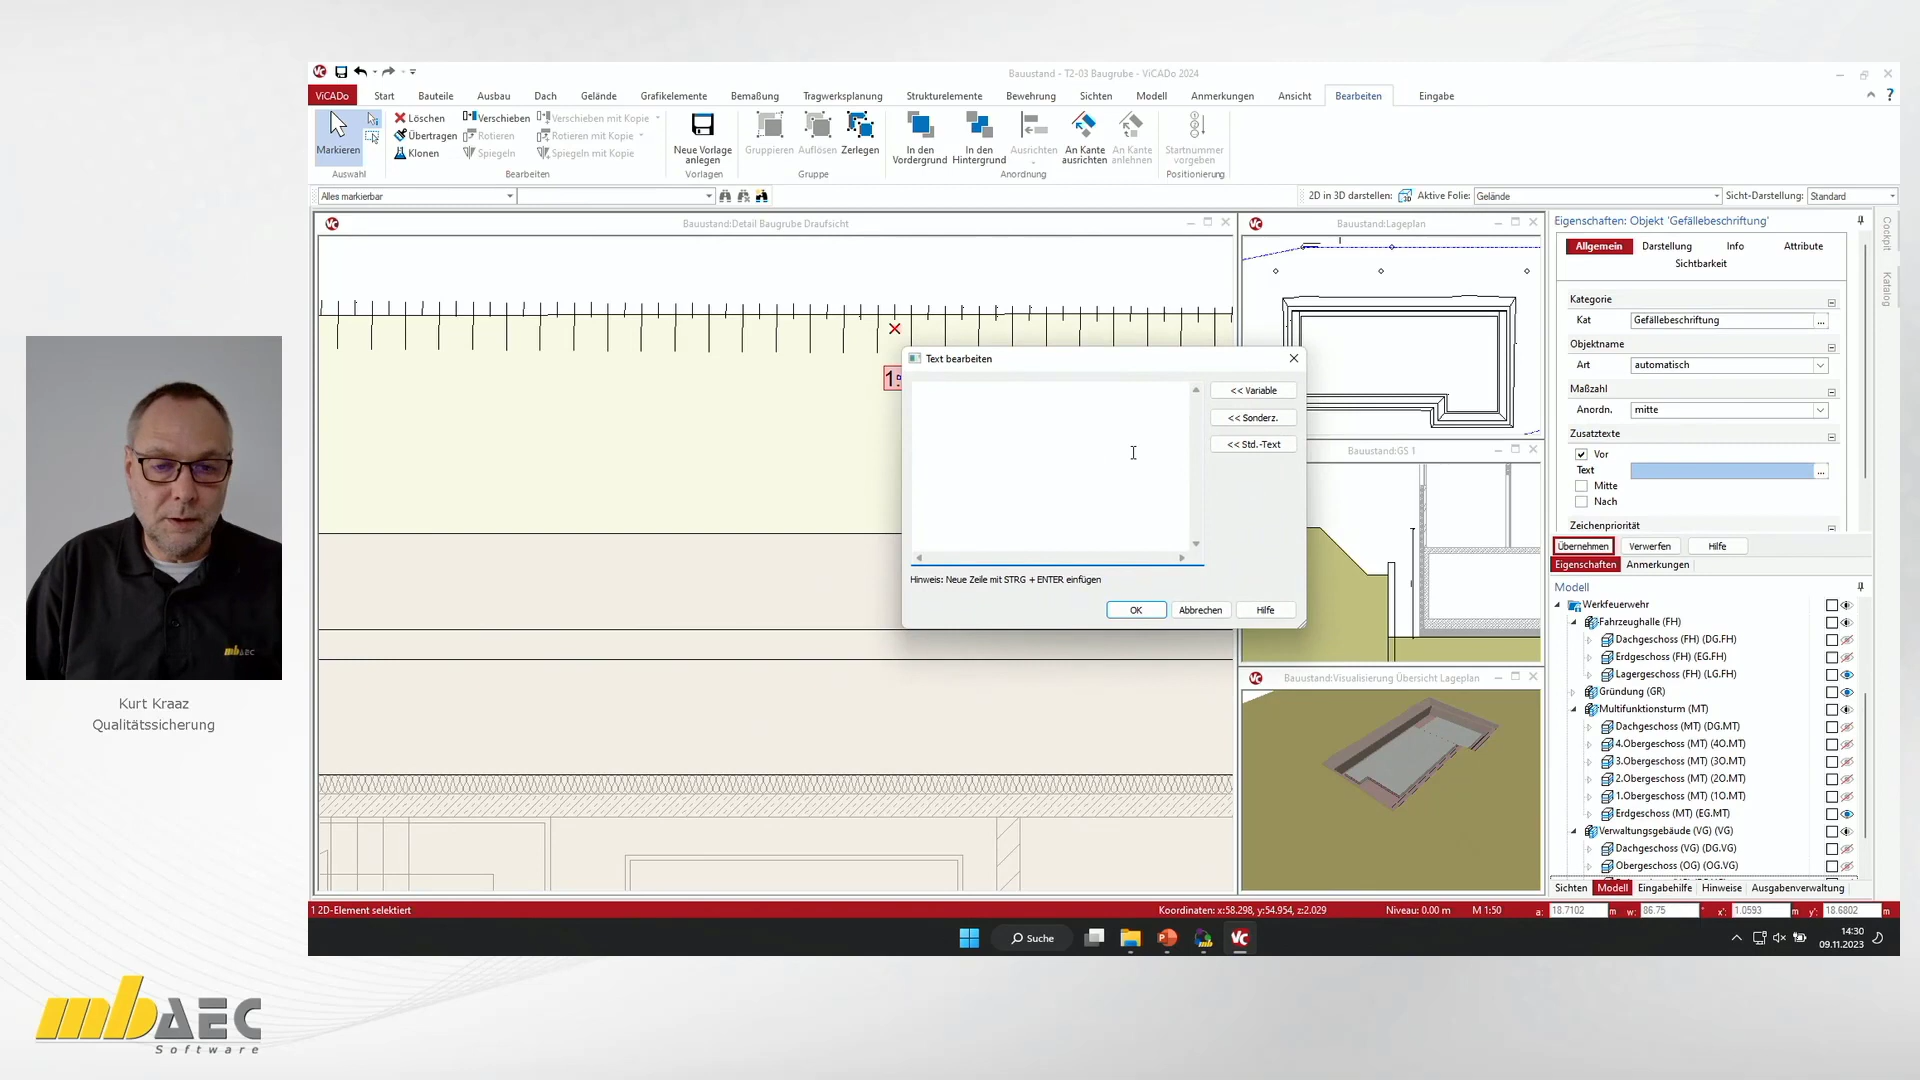 Bauustand - T2-03 Baugrube - ViCADo 2024
ViCADo Start Bauteile Ausbau Dach Gelände Grafikelemente Bemaßung Tragwerksplanung Strukturelemente Bewehrung Sichten Modell Anmerkungen Ansicht Bearbeiten Eingabe
Markieren
Auswahl
Löschen Verschieben Verschieben mit Kopie
Übertragen Rotieren Rotieren mit Kopie
Klonen Spiegeln Spiegeln mit Kopie
Bearbeiten
Neue Vorlage anlegen
Vorlagen
Gruppieren Auflösen Zerlegen
Gruppe
In den Vordergrund
In den Hintergrund
Ausrichten
An Kante ausrichten
An Kante anlehnen
Anordnung
Startnummer vorgeben
Positionierung
Alles markierbar
2D in 3D darstellen: Aktive Folie: Gelände Sicht-Darstellung: Standard
Bauustand:Detail Baugrube Draufsicht
Bauustand:Lageplan
Bauustand:GS 1
Bauustand:Visualisierung Übersicht Lageplan
Text bearbeiten
<< Variable
<< Sonderz.
<< Std.-Text
Hinweis: Neue Zeile mit STRG + ENTER einfügen
OK Abbrechen Hilfe
Eigenschaften: Objekt 'Gefällebeschriftung'
Allgemein Darstellung Info Attribute
Sichtbarkeit
Kategorie
Kat Gefällebeschriftung ...
Objektname
Art automatisch
Maßzahl
Anordn. mitte
Zusatztexte
Vor
Text ...
Mitte
Nach
Zeichenpriorität
Übernehmen Verwerfen Hilfe
Eigenschaften Anmerkungen
Cockpit
Katalog
Modell
Werkfeuerwehr
Fahrzeughalle (FH)
Dachgeschoss (FH) (DG.FH)
Erdgeschoss (FH) (EG.FH)
Lagergeschoss (FH) (LG.FH)
Gründung (GR)
Multifunktionsturm (MT)
Dachgeschoss (MT) (DG.MT)
4.Obergeschoss (MT) (4O.MT)
3.Obergeschoss (MT) (3O.MT)
2.Obergeschoss (MT) (2O.MT)
1.Obergeschoss (MT) (1O.MT)
Erdgeschoss (MT) (EG.MT)
Verwaltungsgebäude (VG) (VG)
Dachgeschoss (VG) (DG.VG)
Obergeschoss (OG) (OG.VG)
Sichten Modell Eingabehilfe Hinweise Ausgabenverwaltung
1 2D-Element selektiert
Koordinaten: x:58.298, y:54.954, z:2.029 Niveau: 0.00 m M 1:50 a: 18.7102 m w: 86.75 ° x': 1.0593 m y': 18.6802 m
Suche
14:30
09.11.2023
Kurt Kraaz
Qualitätssicherung
mbAEC
mbAEC
Software